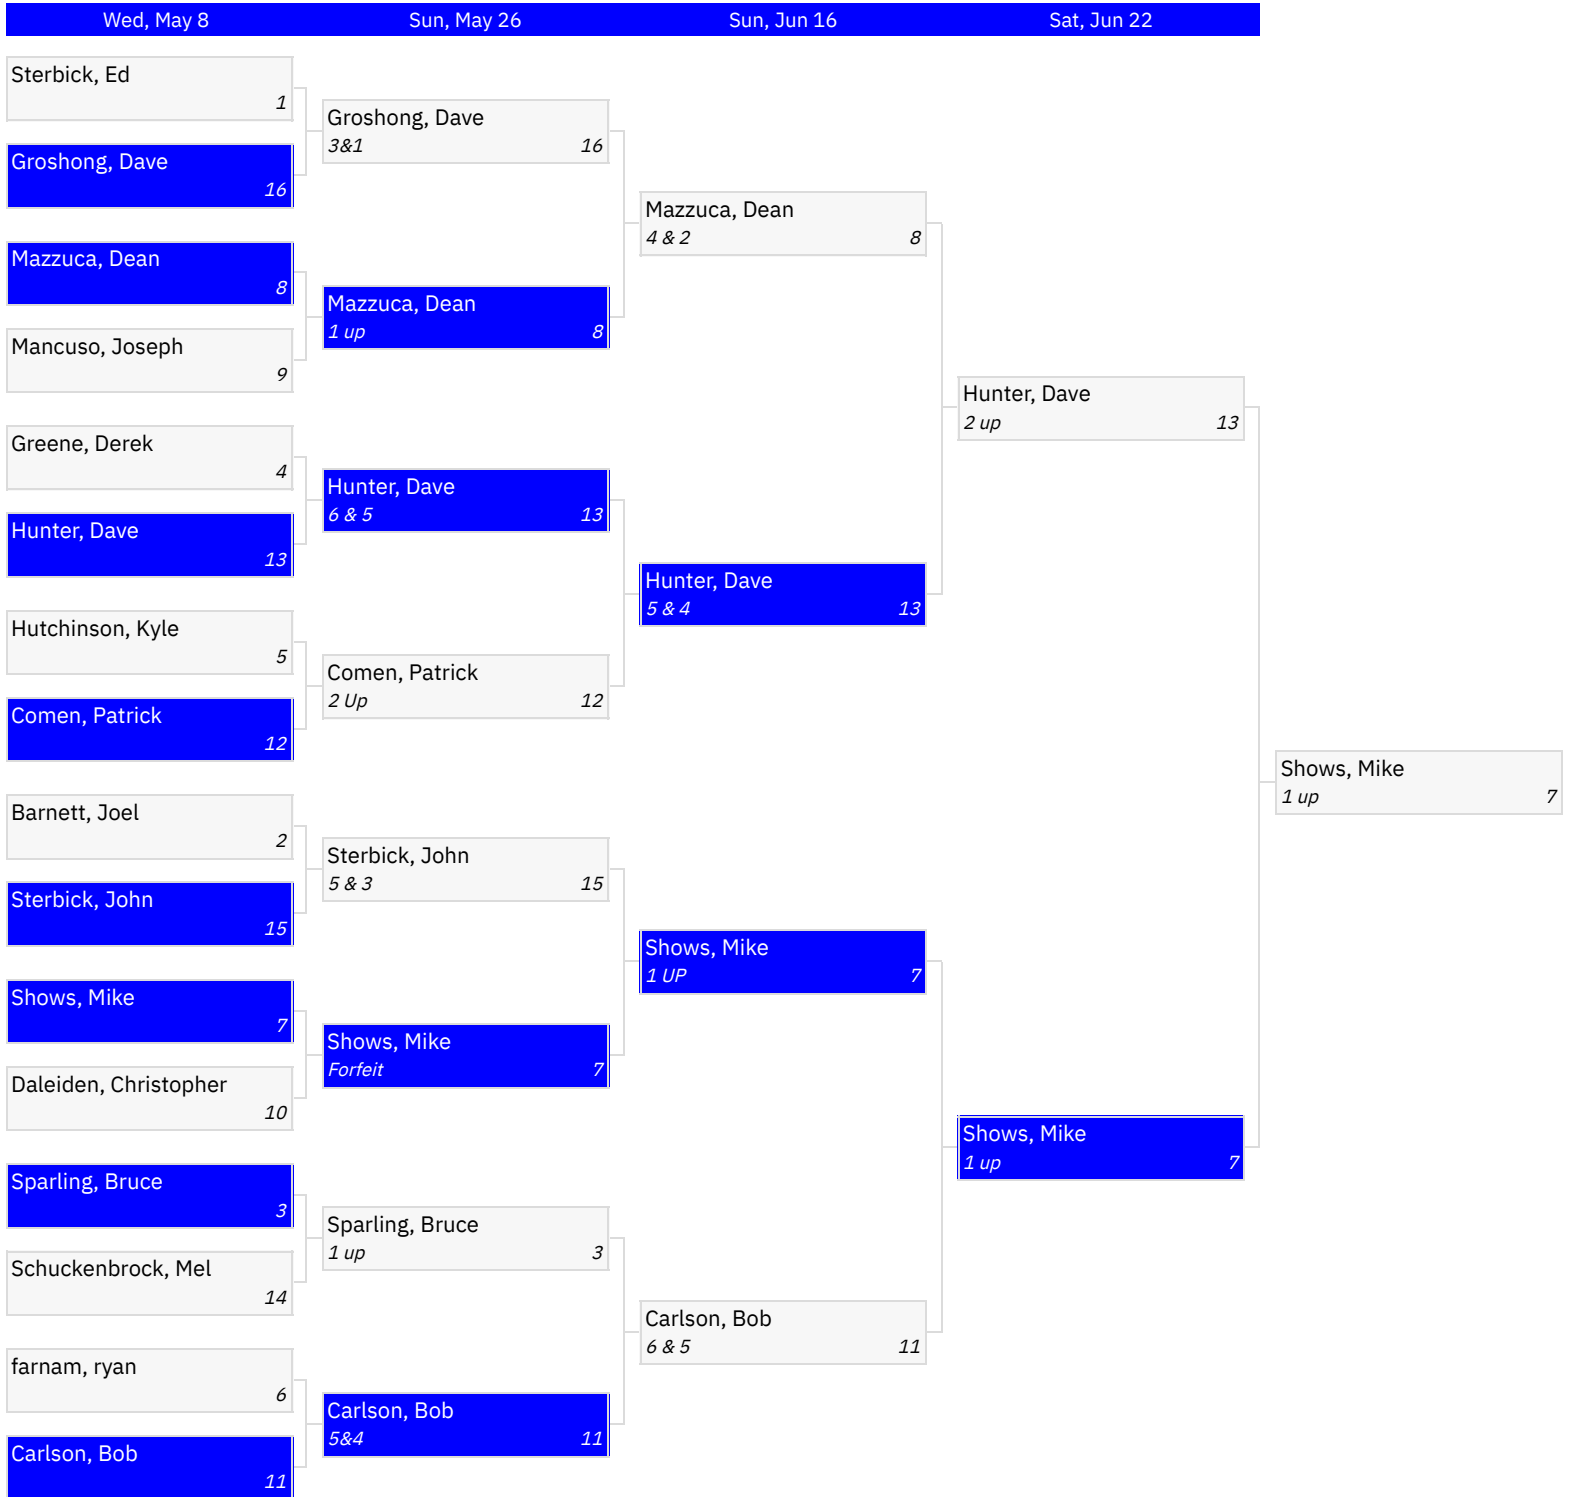 Wed, May 8
Sun, May 26
Sun, Jun 16
Sat, Jun 22
Sterbick, Ed
1
Groshong, Dave
16
Mazzuca, Dean
8
Mancuso, Joseph
9
Greene, Derek
4
Hunter, Dave
13
Hutchinson, Kyle
5
Comen, Patrick
12
Barnett, Joel
2
Sterbick, John
15
Shows, Mike
7
Daleiden, Christopher
10
Sparling, Bruce
3
Schuckenbrock, Mel
14
farnam, ryan
6
Carlson, Bob
11
Groshong, Dave
3&1 16
Mazzuca, Dean
1 up 8
Hunter, Dave
6 & 5 13
Comen, Patrick
2 Up 12
Sterbick, John
5 & 3 15
Shows, Mike
Forfeit 7
Sparling, Bruce
1 up 3
Carlson, Bob
5&4 11
Mazzuca, Dean
4 & 2 8
Hunter, Dave
5 & 4 13
Shows, Mike
1 UP 7
Carlson, Bob
6 & 5 11
Hunter, Dave
2 up 13
Shows, Mike
1 up 7
Shows, Mike
1 up 7